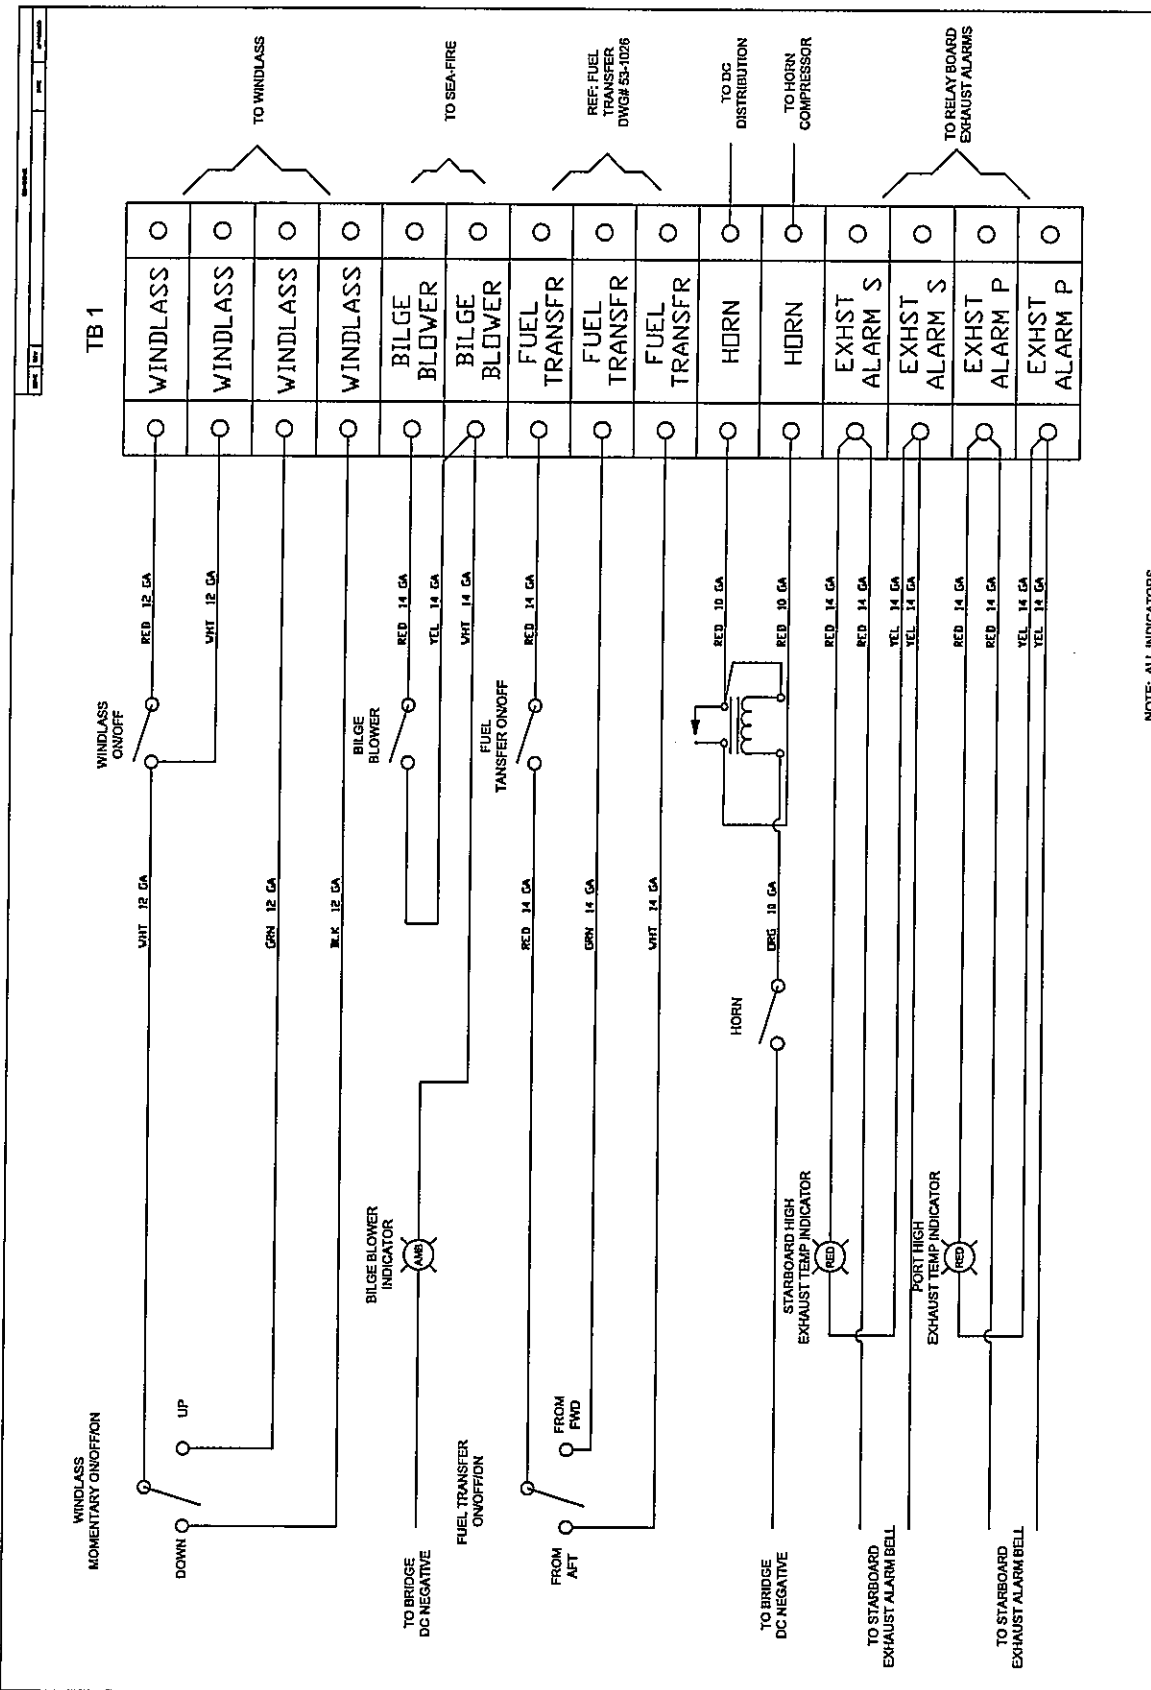 TB 1
TO WINDLASS
TO SEA-FIRE
REF: FUEL
TRANSFER
DWG# 53-1026
TO DC
DISTRIBUTION
TO HORN
COMPRESSOR
TO RELAY BOARD
EXHAUST ALARMS
WINDLASS
WINDLASS
WINDLASS
WINDLASS
BILGE
BLOWER
BILGE
BLOWER
FUEL
TRANSFR
FUEL
TRANSFR
FUEL
TRANSFR
HORN
HORN
EXHST
ALARM S
EXHST
ALARM S
EXHST
ALARM P
EXHST
ALARM P
RED 12 GA
WHT 12 GA
RED 14 GA
YEL 14 GA
WHT 14 GA
RED 14 GA
RED 10 GA
RED 10 GA
RED 14 GA
RED 14 GA
YEL 14 GA
YEL 14 GA
RED 14 GA
RED 14 GA
YEL 14 GA
YEL 14 GA
WINDLASS
ON/OFF
BILGE
BLOWER
FUEL
TANSFER ON/OFF
WHT 12 GA
GRN 12 GA
BLK 12 GA
RED 14 GA
GRN 14 GA
WHT 14 GA
ORG 10 GA
HORN
BILGE BLOWER
INDICATOR
AMB
STARBOARD HIGH
EXHAUST TEMP INDICATOR
RED
PORT HIGH
EXHAUST TEMP INDICATOR
RED
WINDLASS
MOMENTARY ON/OFF/ON
UP
DOWN
TO BRIDGE
DC NEGATIVE
FUEL TRANSFER
ON/OFF/ON
FROM
FWD
FROM
AFT
TO BRIDGE
DC NEGATIVE
TO STARBOARD
EXHAUST ALARM BELL
TO STARBOARD
EXHAUST ALARM BELL
NOTE: ALL INDICATORS